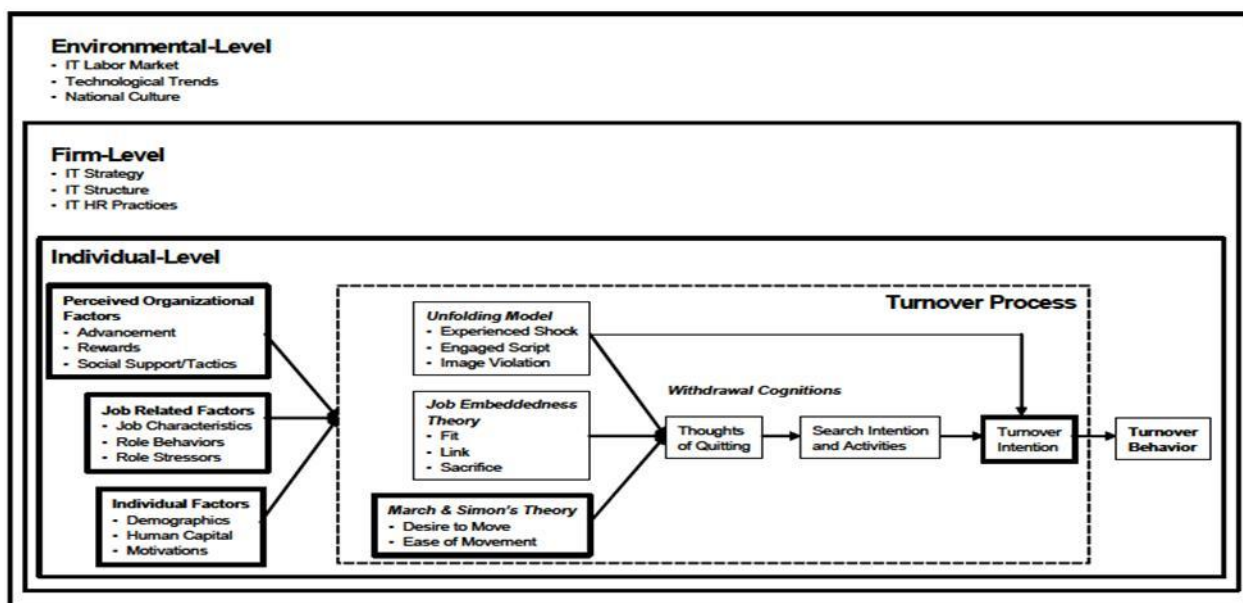 Environmental-Level
• IT Labor Market
• Technological Trends
• National Culture
Firm-Level
• IT Strategy
• IT Structure
• IT HR Practices
Individual-Level
Perceived Organizational
Factors
• Advancement
• Rewards
• Social Support/Tactics
Job Related Factors
• Job Characteristics
• Role Behaviors
• Role Stressors
Individual Factors
• Demographics
• Human Capital
• Motivations
Turnover Process
Unfolding Model
• Experienced Shock
• Engaged Script
• Image Violation
Job Embeddedness
Theory
• Fit
• Link
• Sacrifice
March & Simon's Theory
• Desire to Move
• Ease of Movement
Withdrawal Cognitions
Thoughts
of Quitting
Search Intention
and Activities
Turnover
Intention
Turnover
Behavior